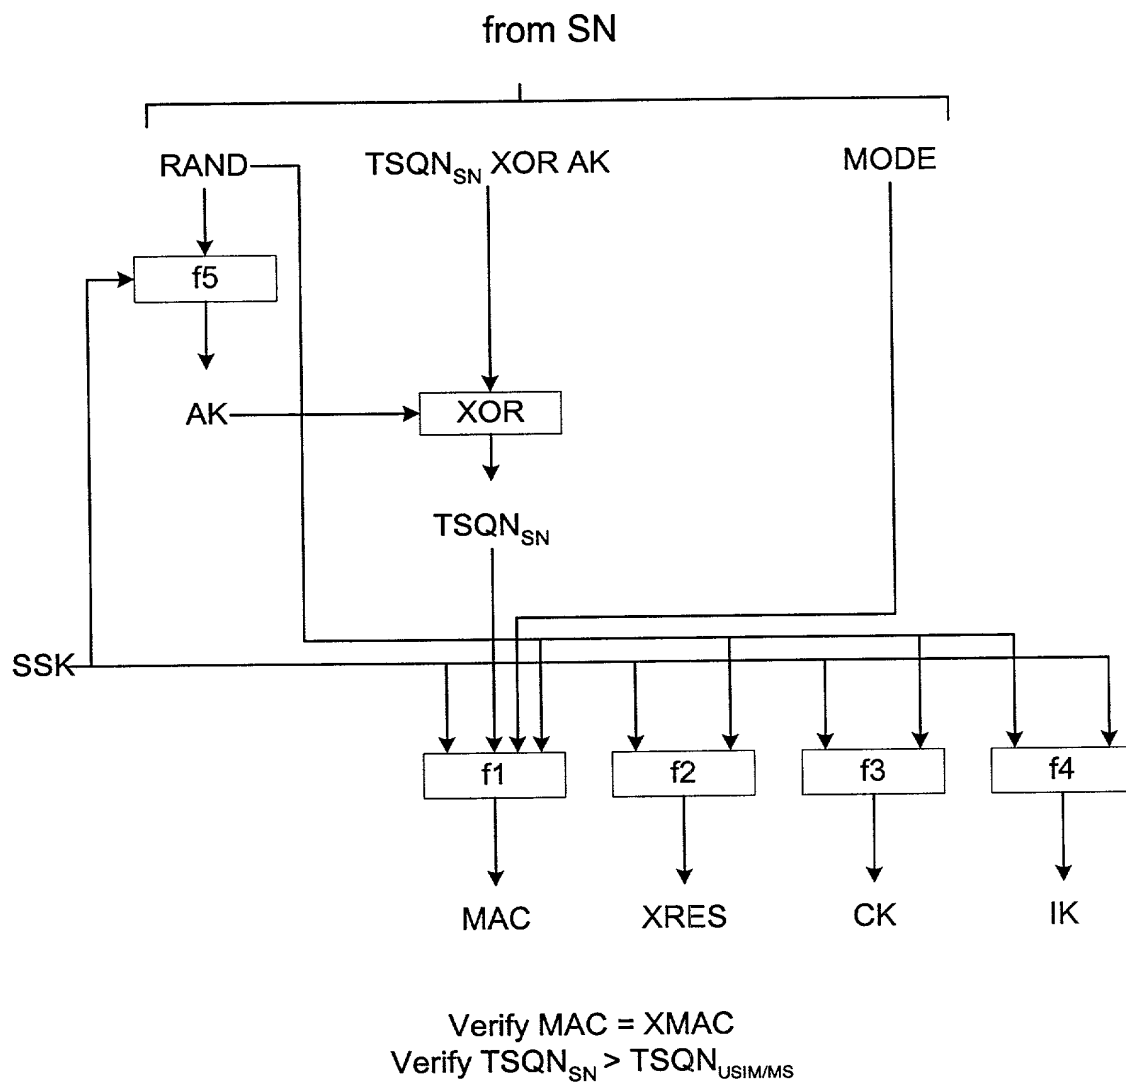 from SN
RAND TSQN_SN XOR AK MODE
f5
AK XOR
TSQN_SN
SSK
f1 f2 f3 f4
MAC XRES CK IK
Verify MAC = XMAC
Verify TSQN_SN > TSQN_USIM/MS